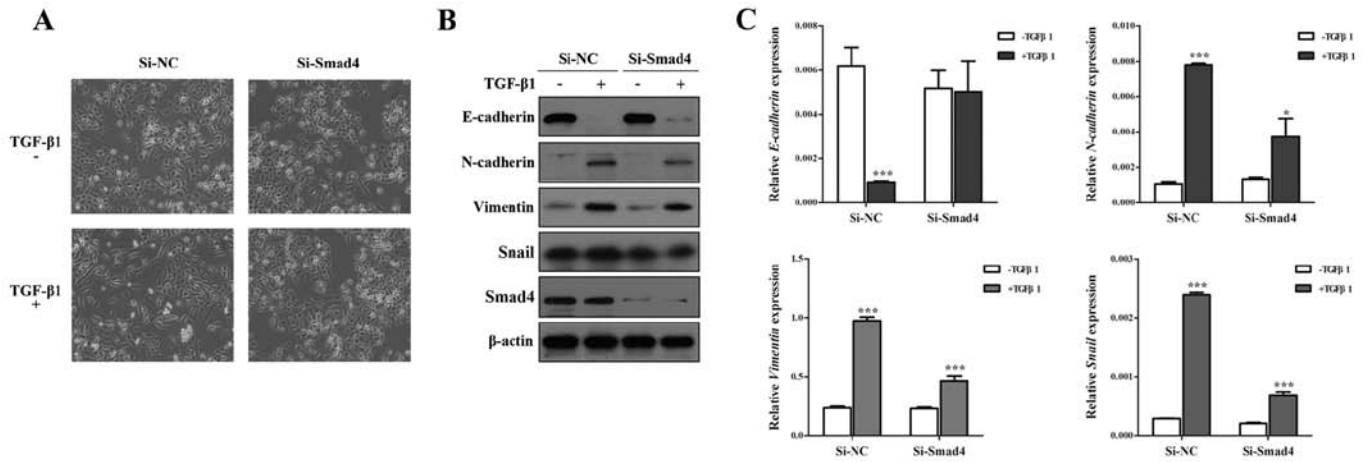 A
Si-NC Si-Smad4
TGF-β1
-
TGF-β1
+
B
Si-NC Si-Smad4
TGF-β1 - + - +
E-cadherin
N-cadherin
Vimentin
Snail
Smad4
β-actin
C
Relative E-cadherin expression
0.008
0.006
0.004
0.002
0.000
***
Si-NC Si-Smad4
-TGFβ 1
+TGFβ 1
Relative N-cadherin expression
0.010
0.008
0.006
0.004
0.002
0.000
***
*
Si-NC Si-Smad4
-TGFβ 1
+TGFβ 1
Relative Vimentin expression
1.5
1.0
0.5
0.0
***
***
Si-NC Si-Smad4
-TGFβ 1
+TGFβ 1
Relative Snail expression
0.003
0.002
0.001
0.000
***
***
Si-NC Si-Smad4
-TGFβ 1
+TGFβ 1